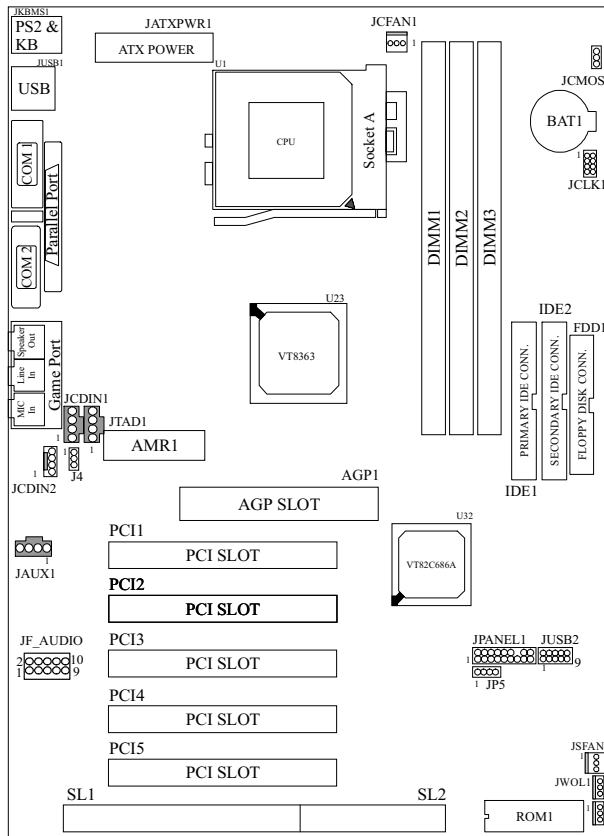 JKBMS1
PS2 &
KB
JATXPWR1
ATX POWER
JCFAN1
1
JCMOS
JUSB1
USB
U1
CPU
Socket A
BAT1
1
JCLK1
COM 1
Parallel Port
COM 2
DIMM1
DIMM2
DIMM3
U23
VT8363
IDE2
FDD1
PRIMARY IDE CONN.
SECONDARY IDE CONN.
FLOPPY DISK CONN.
IDE1
Speaker
Out
Line
In
MIC
In
Game Port
JCDIN1
JTAD1
1
1
1
AMR1
J4
1
JCDIN2
AGP1
AGP SLOT
U32
VT82C686A
PCI1
PCI SLOT
1
JAUX1
PCI2
PCI SLOT
JF_AUDIO
2
10
1
9
PCI3
PCI SLOT
JPANEL1
JUSB2
1
1
9
1
JP5
PCI4
PCI SLOT
PCI5
PCI SLOT
JSFAN
JWOL1
SL1
SL2
ROM1